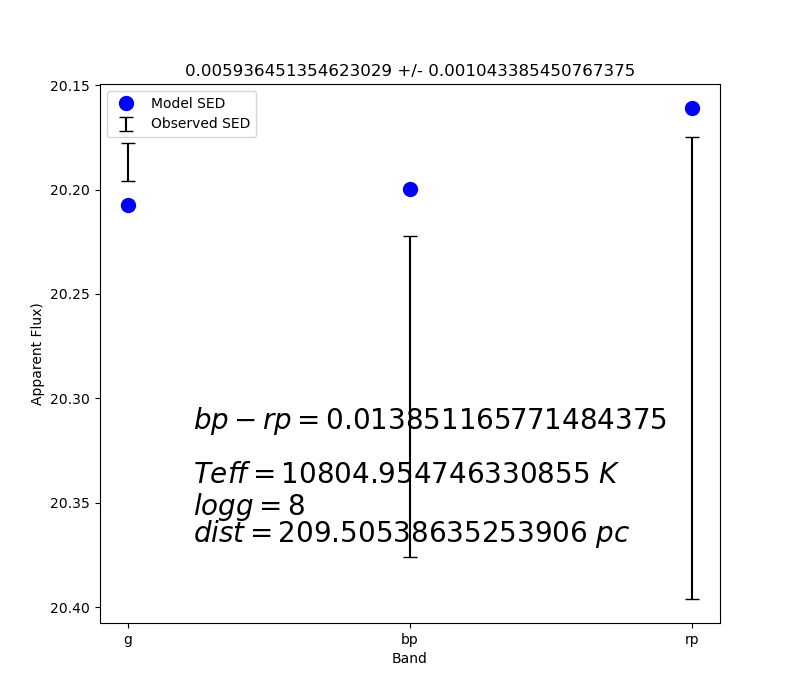 0.005936451354623029 +/- 0.001043385450767375
20.15
Model SED
Observed SED
20.20
20.25
20.30
20.35
20.40
Apparent Flux)
bp − rp = 0.013851165771484375
Teff = 10804.954746330855 K
logg = 8
dist = 209.50538635253906 pc
g bp rp
Band